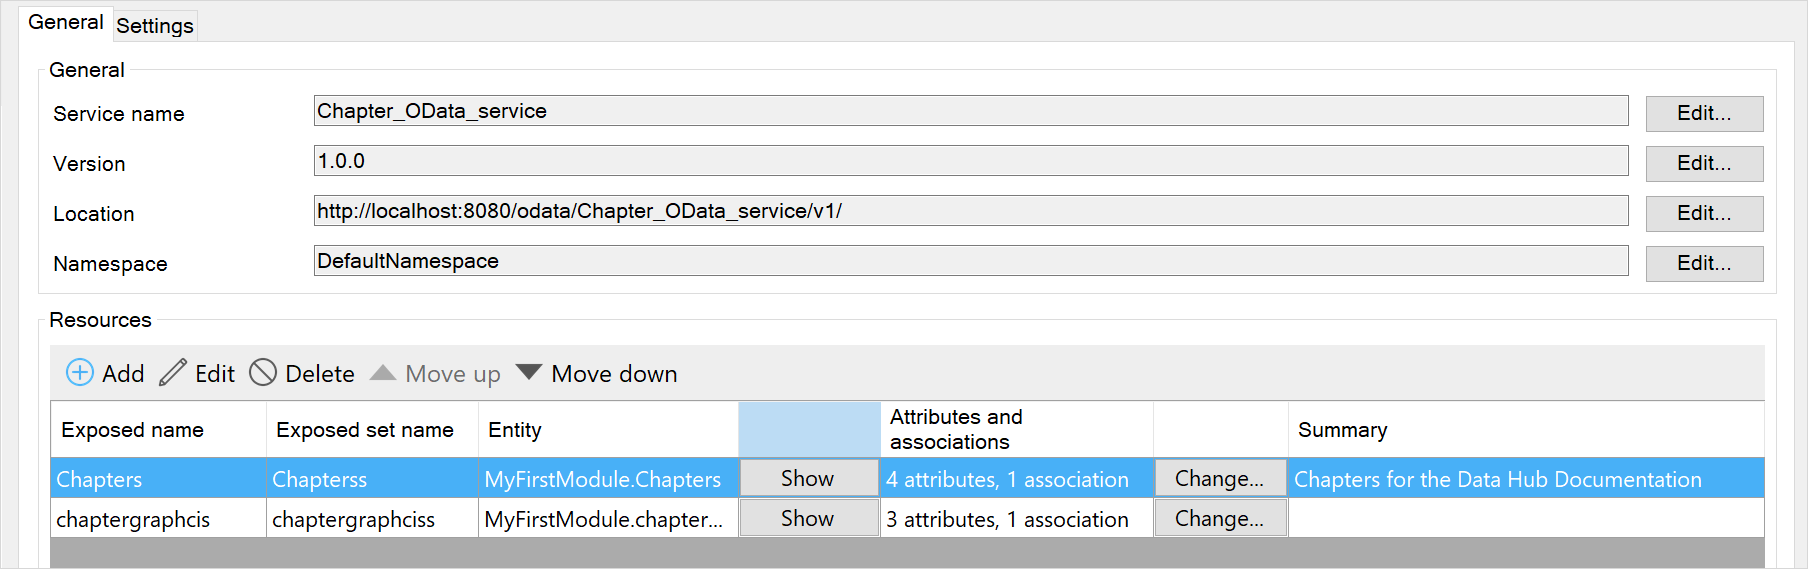 General Settings
General
Service name Chapter_OData_service Edit...
Version 1.0.0 Edit...
Location http://localhost:8080/odata/Chapter_OData_service/v1/ Edit...
Namespace DefaultNamespace Edit...
Resources
Add Edit Delete Move up Move down
Exposed name Exposed set name Entity Attributes and associations Summary
Chapters Chapterss MyFirstModule.Chapters Show 4 attributes, 1 association Change... Chapters for the Data Hub Documentation
chaptergraphcis chaptergraphciss MyFirstModule.chapter... Show 3 attributes, 1 association Change...